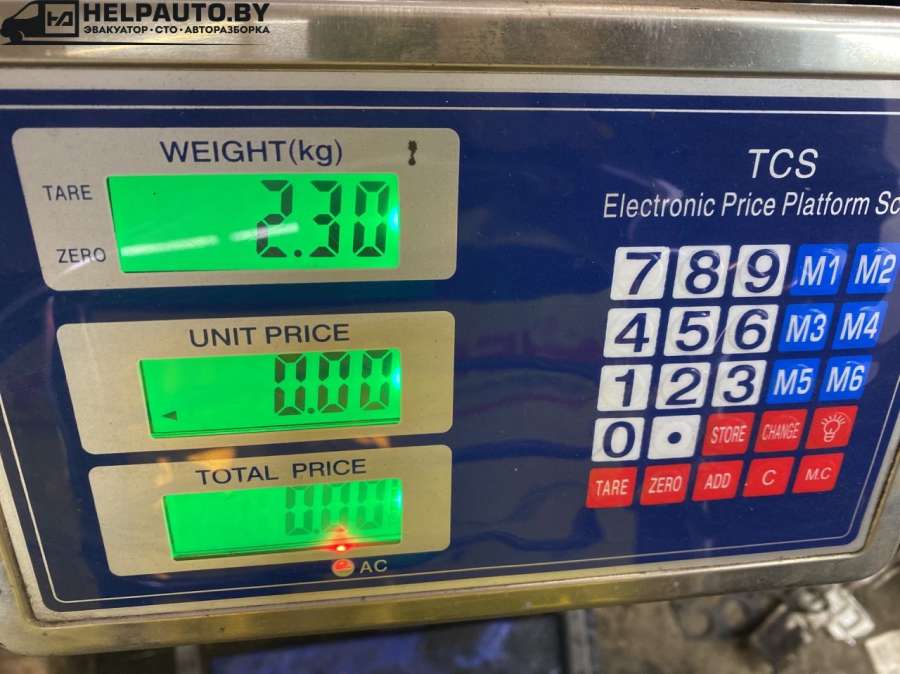 HELPAUTO.BY
ЭВАКУАТОР · СТО · АВТОРАЗБОРКА
WEIGHT(kg)
TARE
2.30
ZERO
UNIT PRICE
0.00
TOTAL PRICE
0.00
AC
TCS
Electronic Price Platform Sc
7 8 9 M1 M2
4 5 6 M3 M4
1 2 3 M5 M6
0 . STORE CHANGE
TARE ZERO ADD C M.C